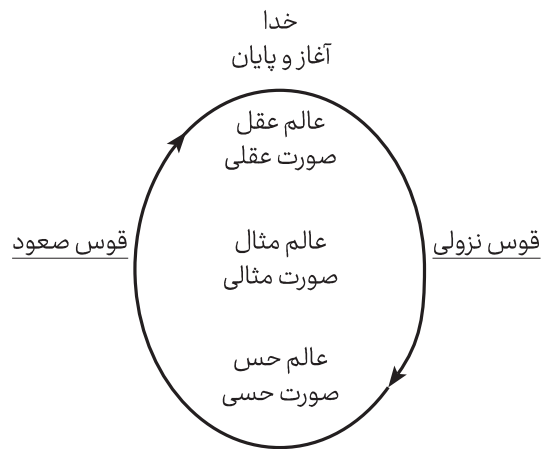 خدا
آغاز و پایان
عالم عقل
صورت عقلی
قوس نزولی
عالم مثال
قوس صعود
صورت مثالی
عالم حس
صورت حسی